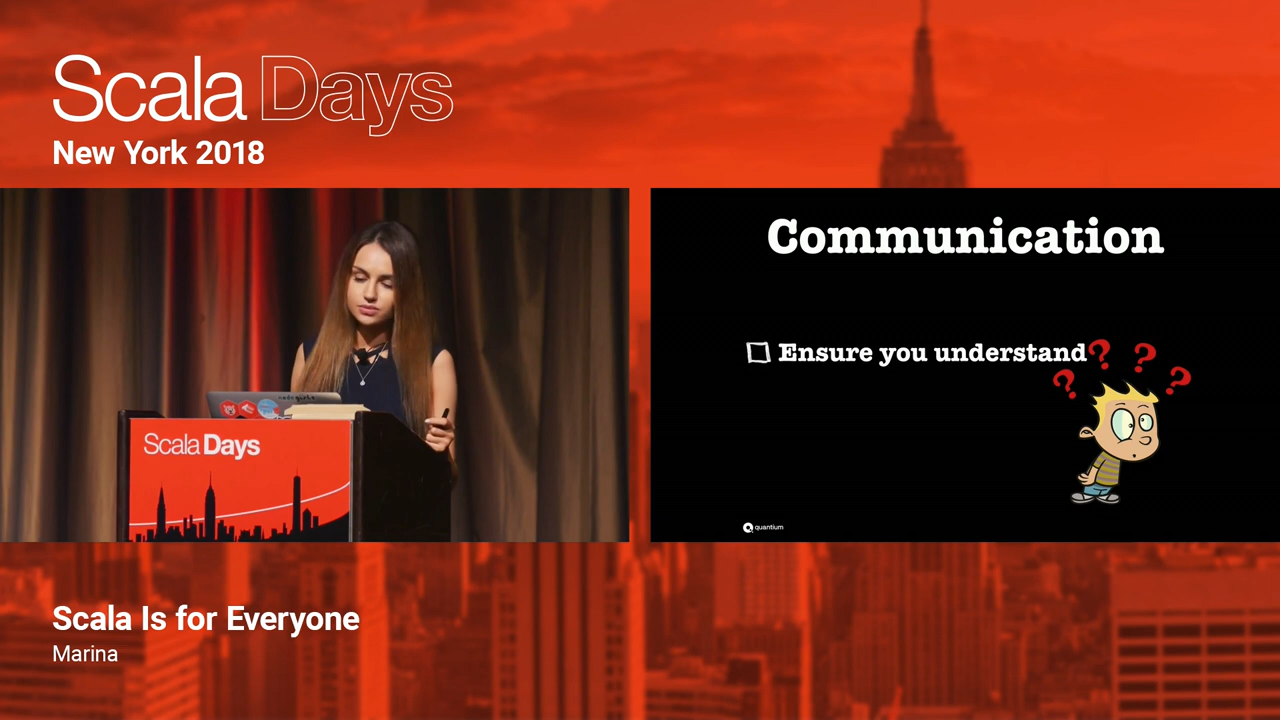 Scala Days
New York 2018
Communication
Ensure you understand
? ? ? ?
Scala Days
quantium
Scala Is for Everyone
Marina